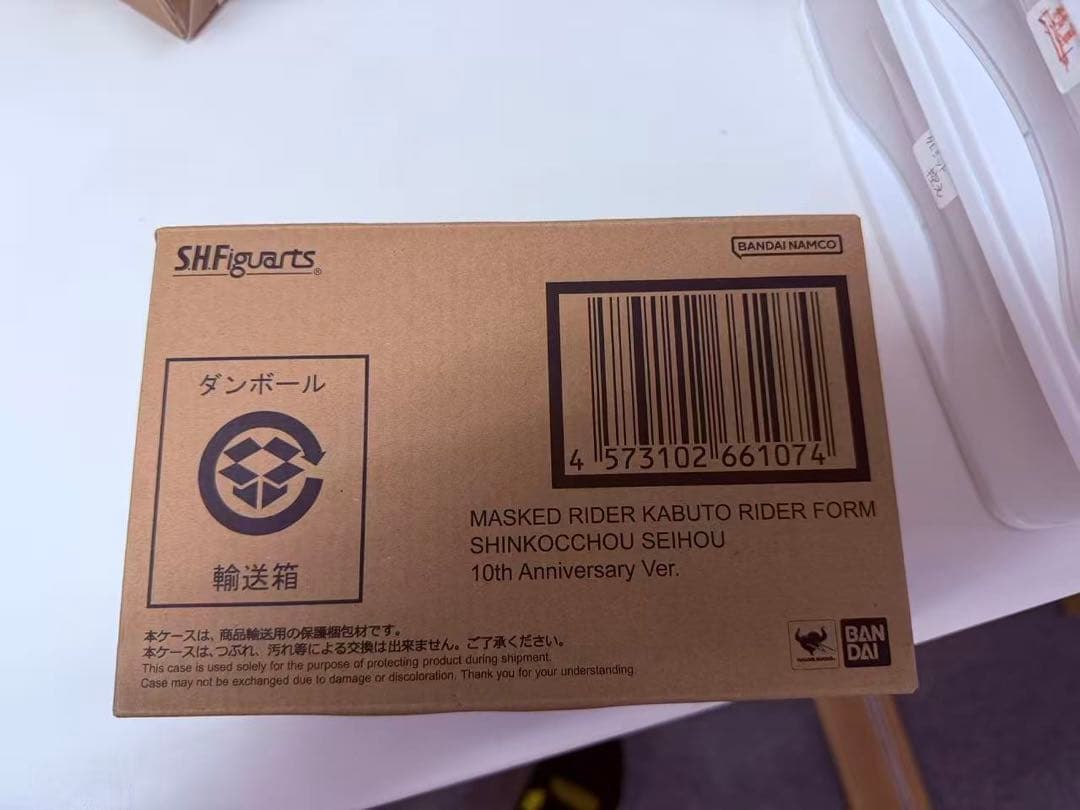 S.H.Figuarts®
BANDAI NAMCO
ダンボール
輸送箱
4 573102 661074
MASKED RIDER KABUTO RIDER FORM
SHINKOCCHOU SEIHOU
10th Anniversary Ver.
本ケースは、商品輸送用の保護梱包材です。
本ケースは、つぶれ、汚れ等による交換は出来ません。ご了承ください。
This case is used solely for the purpose of protecting product during shipment.
Case may not be exchanged due to damage or discoloration. Thank you for your understanding.
BAN
DAI